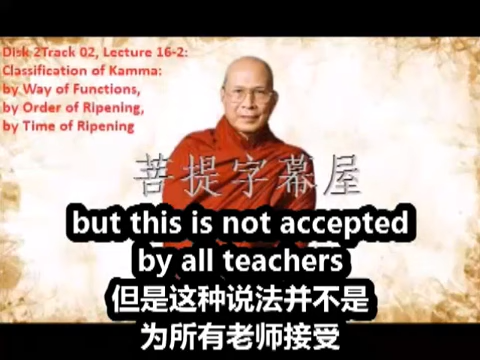 Disk 2Track 02, Lecture 16-2:
Classification of Kamma:
by Way of Functions,
by Order of Ripening,
by Time of Ripening
菩提字幕屋
but this is not accepted
by all teachers
但是这种说法并不是
为所有老师接受